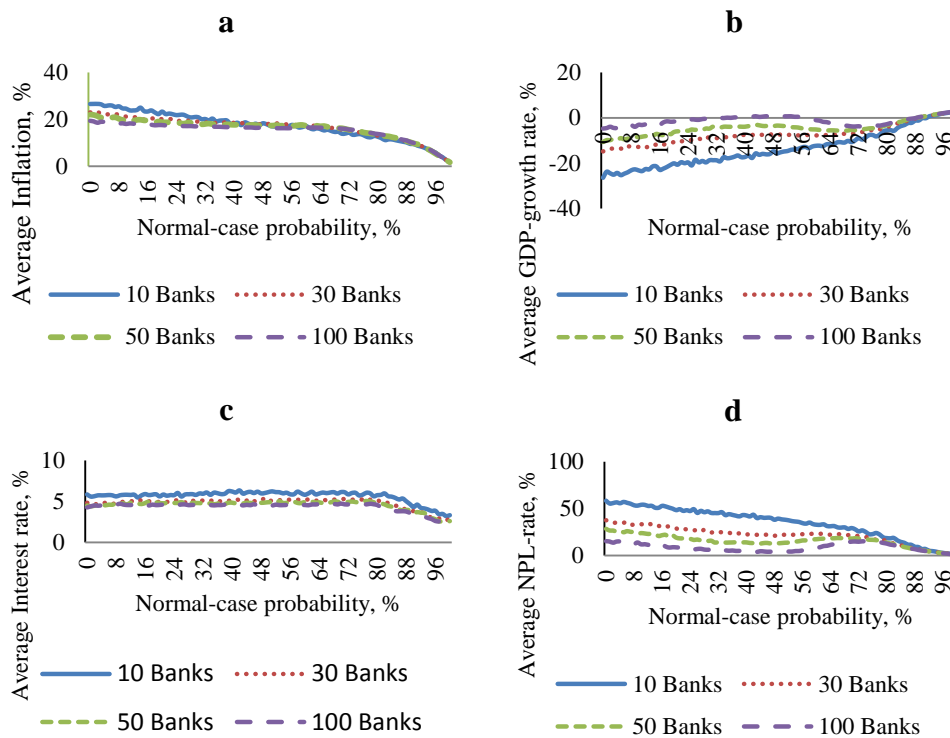 a
Average Inflation, %
40
20
0
0 8 16 24 32 40 48 56 64 72 80 88 96
Normal-case probability, %
10 Banks 30 Banks
50 Banks 100 Banks
b
Average GDP-growth rate, %
20
0
-20
-40
0 8 16 24 32 40 48 56 64 72 80 88 96
Normal-case probability, %
10 Banks 30 Banks
50 Banks 100 Banks
c
Average Interest rate, %
10
5
0
0 8 16 24 32 40 48 56 64 72 80 88 96
Normal-case probability, %
10 Banks 30 Banks
50 Banks 100 Banks
d
Average NPL-rate, %
100
50
0
0 8 16 24 32 40 48 56 64 72 80 88 96
Normal-case probability, %
10 Banks 30 Banks
50 Banks 100 Banks